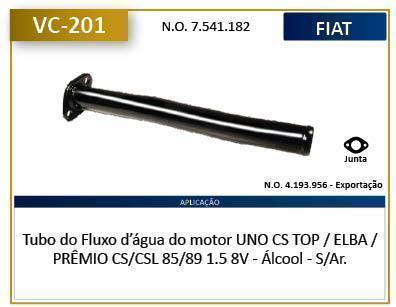 VC-201
N.O. 7.541.182
FIAT
Junta
N.O. 4.193.956 - Exportação
APLICAÇÃO
Tubo do Fluxo d’água do motor UNO CS TOP / ELBA /
PRÊMIO CS/CSL 85/89 1.5 8V - Álcool - S/Ar.